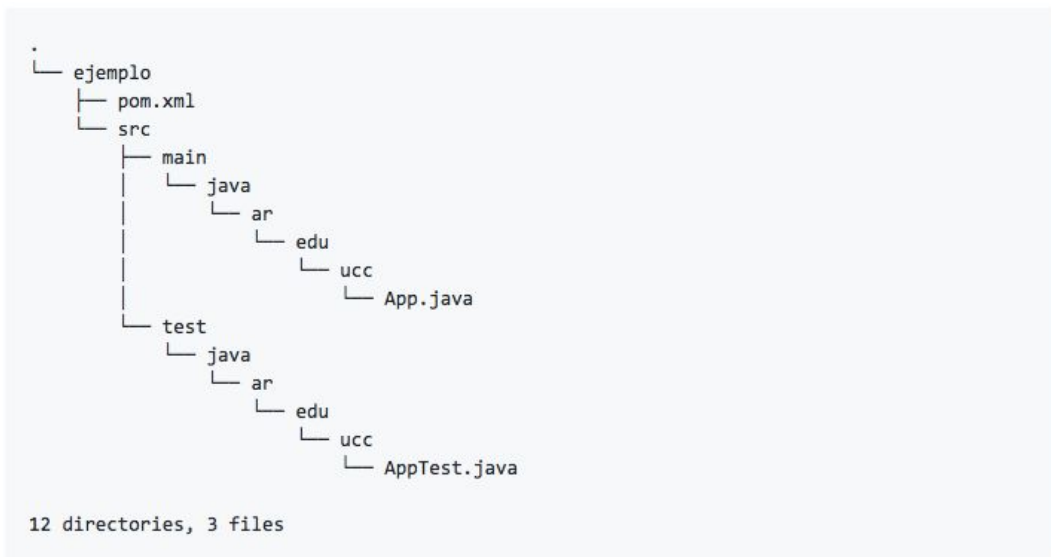 .
└── ejemplo
    ├── pom.xml
    └── src
        ├── main
        │   └── java
        │       └── ar
        │           └── edu
        │               └── ucc
        │                   └── App.java
        └── test
            └── java
                └── ar
                    └── edu
                        └── ucc
                            └── AppTest.java

12 directories, 3 files